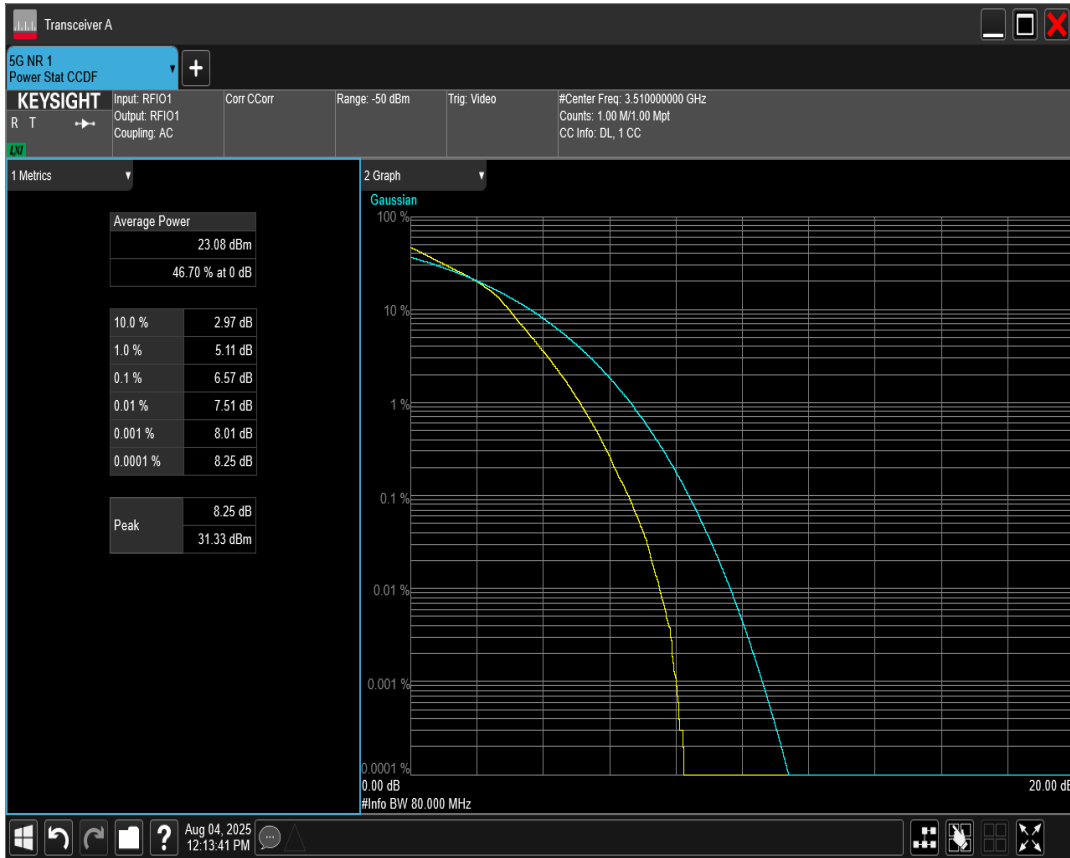 Transceiver A
5G NR 1
Power Stat CCDF
KEYSIGHT
R T
LXI
Input: RFIO1
Output: RFIO1
Coupling: AC
Corr CCorr
Range: -50 dBm
Trig: Video
#Center Freq: 3.510000000 GHz
Counts: 1.00 M/1.00 Mpt
CC Info: DL, 1 CC
1 Metrics
Average Power
23.08 dBm
46.70 % at 0 dB
10.0 % 2.97 dB
1.0 % 5.11 dB
0.1 % 6.57 dB
0.01 % 7.51 dB
0.001 % 8.01 dB
0.0001 % 8.25 dB
Peak
8.25 dB
31.33 dBm
2 Graph
Gaussian
100 %
10 %
1 %
0.1 %
0.01 %
0.001 %
0.0001 %
0.00 dB 20.00 dB
#Info BW 80.000 MHz
?
Aug 04, 2025
12:13:41 PM